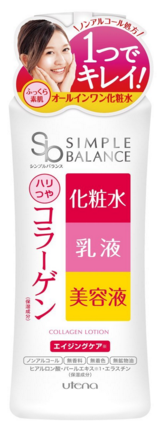 ノンアルコール処方
1つで
キレイ!
ふっくら
素肌
オールインワン化粧水
Sb
SIMPLE
BALANCE
シンプルバランス
ハリ
つや
コラーゲン
(保湿成分)
化粧水
乳液
美容液
COLLAGEN LOTION
エイジングケア※
ノンアルコール
無香料
無着色
無鉱物油
ヒアルロン酸・パールエキス※1・エラスチン
(保湿成分)
utena